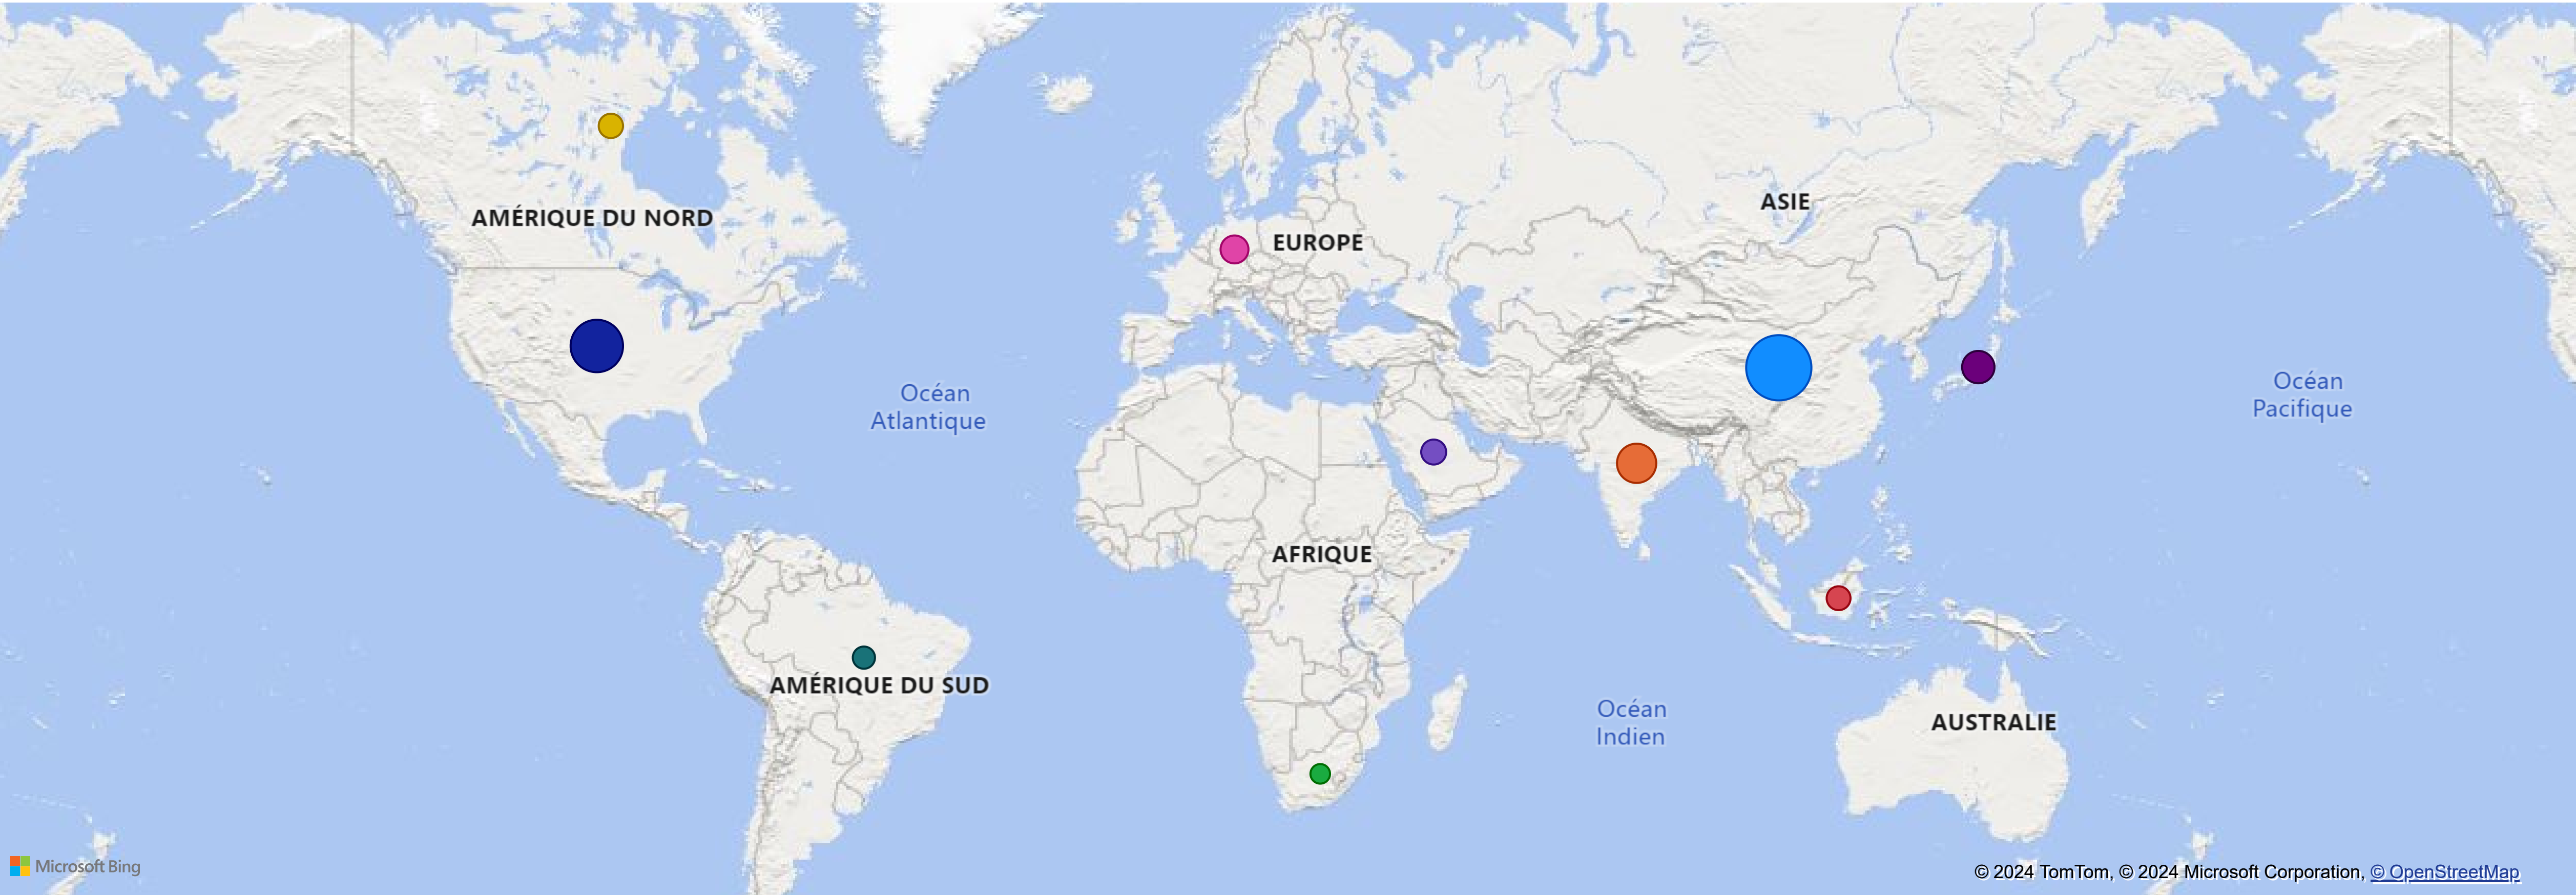 ASIE
AMÉRIQUE DU NORD
EUROPE
Océan
Atlantique
Océan
Pacifique
AFRIQUE
AMÉRIQUE DU SUD
Océan
Indien
AUSTRALIE
Microsoft Bing
© 2024 TomTom, © 2024 Microsoft Corporation, © OpenStreetMap